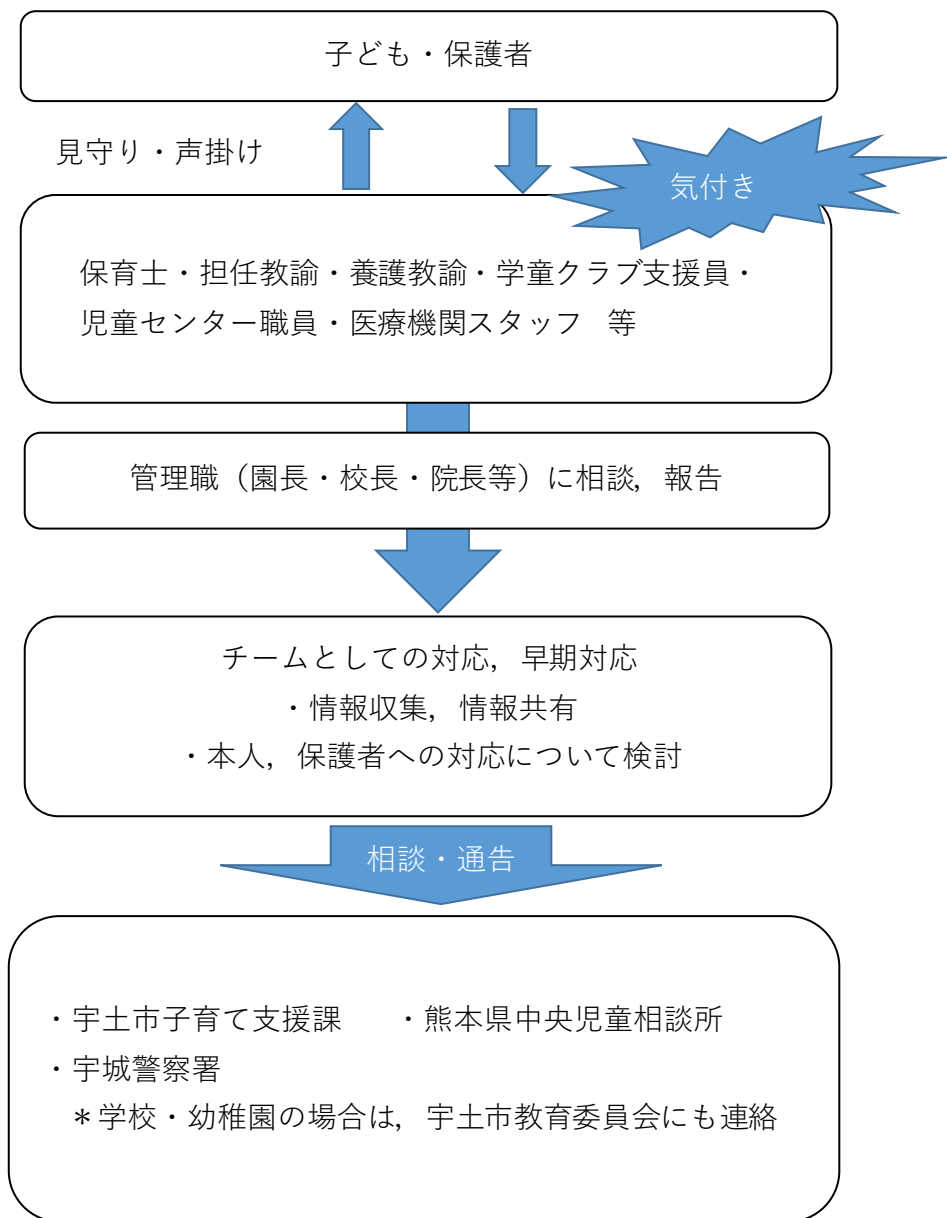 子ども・保護者
見守り・声掛け
気付き
保育士・担任教諭・養護教諭・学童クラブ支援員・
児童センター職員・医療機関スタッフ 等
管理職（園長・校長・院長等）に相談，報告
チームとしての対応，早期対応
・情報収集，情報共有
・本人，保護者への対応について検討
相談・通告
・宇土市子育て支援課 ・熊本県中央児童相談所
・宇城警察署
＊学校・幼稚園の場合は，宇土市教育委員会にも連絡